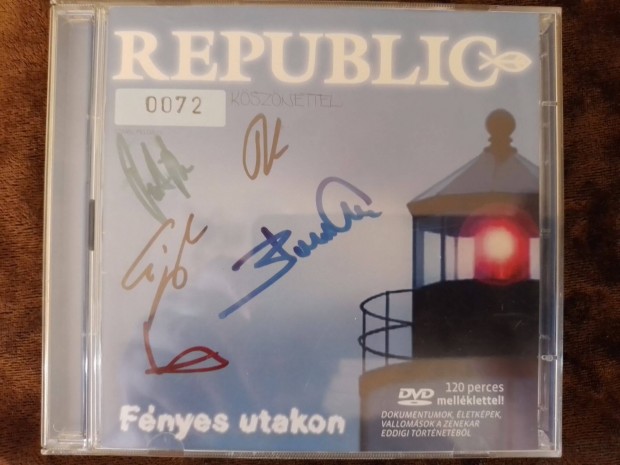 REPUBLIC
0072
KÖSZÖNETTEL
Fényes utakon
DVD
120 perces
melléklettel!
DOKUMENTUMOK, ÉLETKÉPEK,
VALLOMÁSOK A ZENEKAR
EDDIGI TÖRTÉNETÉBŐL